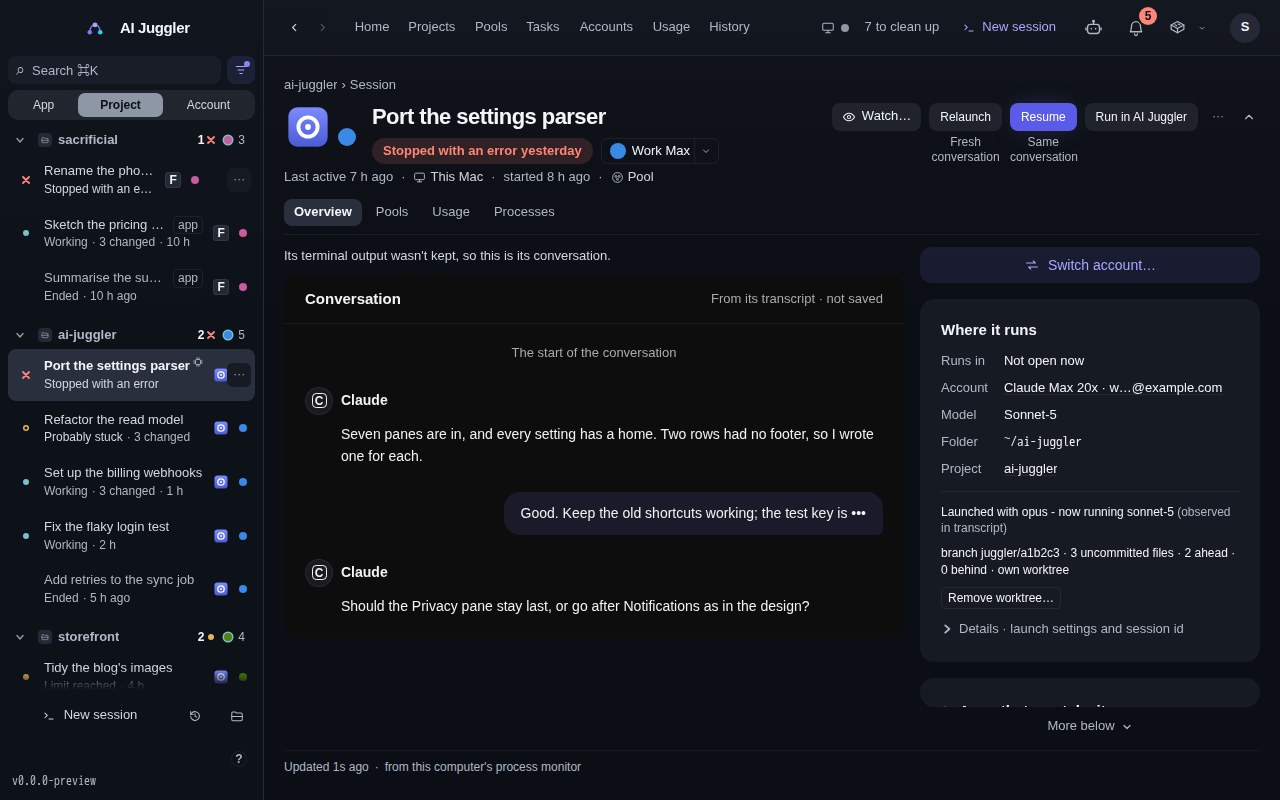 AI Juggler
Home Projects Pools Tasks Accounts Usage History
7 to clean up
New session
5
S
Search ⌘K
App Project Account
sacrificial 1 3
Rename the pho… F
Stopped with an e…
Sketch the pricing … app F
Working · 3 changed · 10 h
Summarise the su… app F
Ended · 10 h ago
ai-juggler 2 5
Port the settings parser
Stopped with an error
Refactor the read model
Probably stuck · 3 changed
Set up the billing webhooks
Working · 3 changed · 1 h
Fix the flaky login test
Working · 2 h
Add retries to the sync job
Ended · 5 h ago
storefront 2 4
Tidy the blog's images
Limit reached · 4 h
New session
?
v0.0.0-preview
ai-juggler › Session
Port the settings parser
Stopped with an error yesterday
Work Max
Watch…
Relaunch
Fresh
conversation
Resume
Same
conversation
Run in AI Juggler
Last active 7 h ago · This Mac · started 8 h ago · Pool
Overview Pools Usage Processes
Its terminal output wasn't kept, so this is its conversation.
Conversation
From its transcript · not saved
The start of the conversation
C Claude
Seven panes are in, and every setting has a home. Two rows had no footer, so I wrote
one for each.
Good. Keep the old shortcuts working; the test key is •••
C Claude
Should the Privacy pane stay last, or go after Notifications as in the design?
Switch account…
Where it runs
Runs in Not open now
Account Claude Max 20x · w…@example.com
Model Sonnet-5
Folder ~/ai-juggler
Project ai-juggler
Launched with opus - now running sonnet-5 (observed
in transcript)
branch juggler/a1b2c3 · 3 uncommitted files · 2 ahead ·
0 behind · own worktree
Remove worktree…
Details · launch settings and session id
More below
Updated 1s ago · from this computer's process monitor